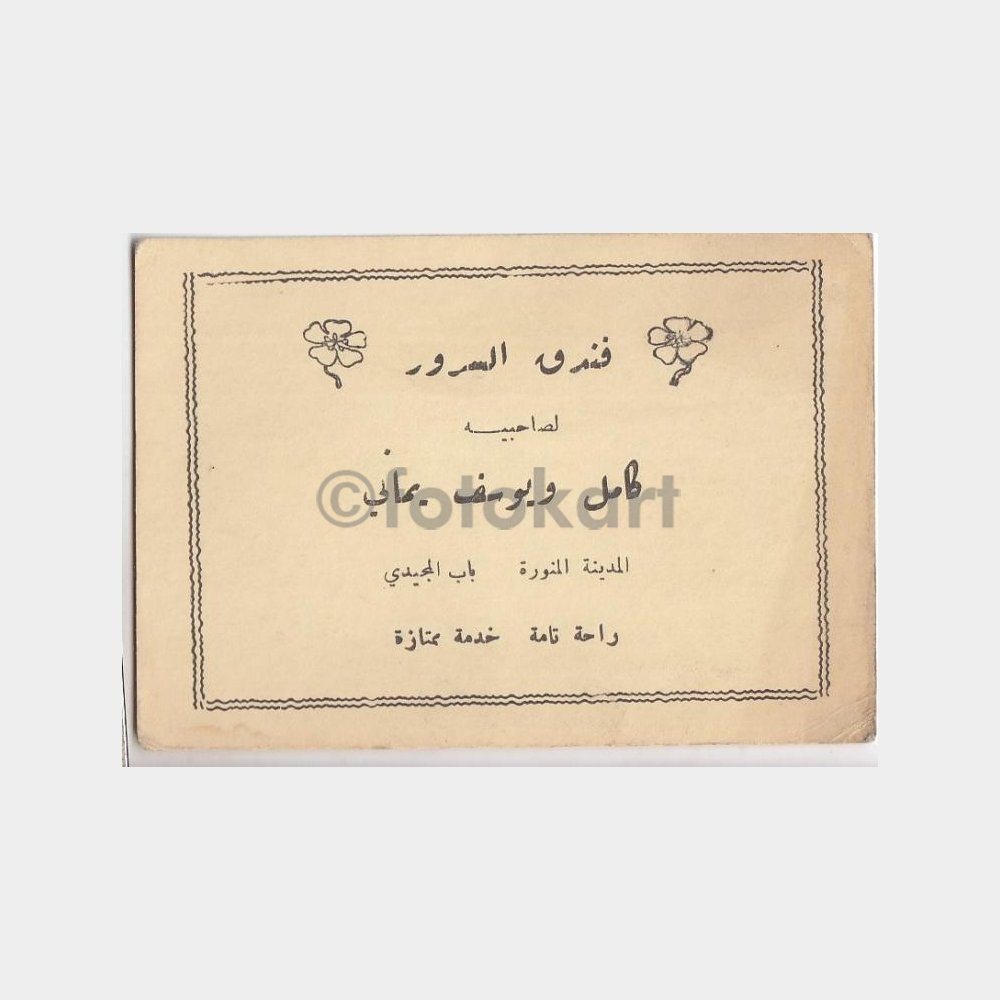 فندق السرور
لصاحبيه
كامل ويوسف يماني
©fotokart
المدينة المنورة باب المجيدي
راحة تامة خدمة ممتازة